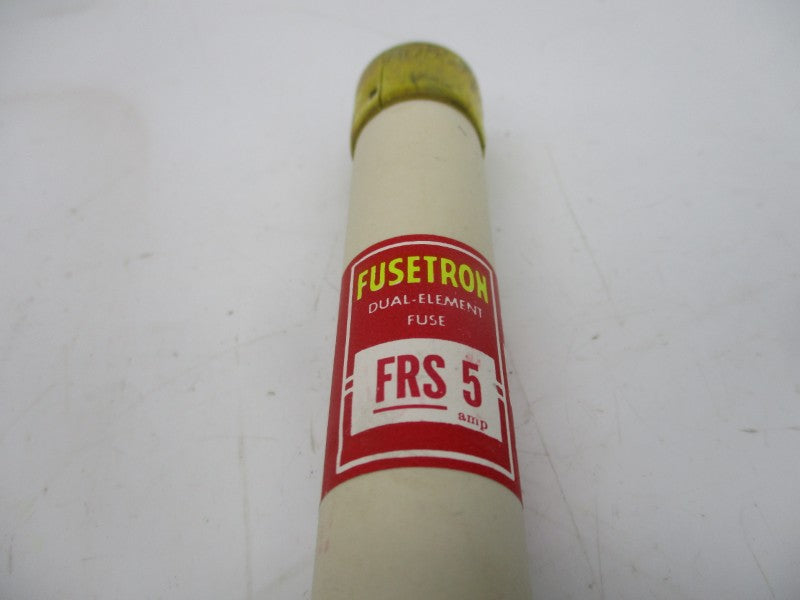 FUSETRON
DUAL-ELEMENT
FUSE
FRS 5
amp